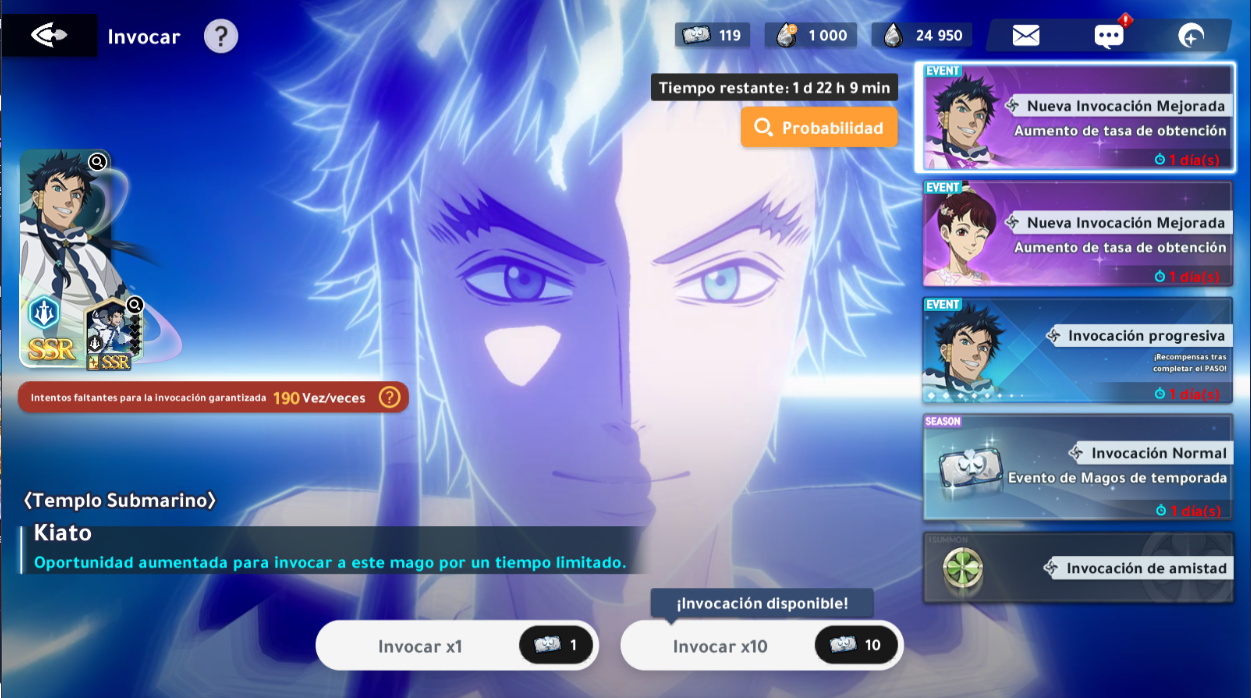 Invocar
?
119
1 000
24 950
Tiempo restante: 1 d 22 h 9 min
Probabilidad
EVENT
Nueva Invocación Mejorada
Aumento de tasa de obtención
1 día(s)
EVENT
Nueva Invocación Mejorada
Aumento de tasa de obtención
1 día(s)
EVENT
Invocación progresiva
¡Recompensas tras
completar el PASO!
1 día(s)
SEASON
Invocación Normal
Evento de Magos de temporada
1 día(s)
Invocación de amistad
SSR
SSR
Intentos faltantes para la invocación garantizada 190 Vez/veces ?
〈Templo Submarino〉
Kiato
Oportunidad aumentada para invocar a este mago por un tiempo limitado.
¡Invocación disponible!
Invocar x1 1
Invocar x10 10